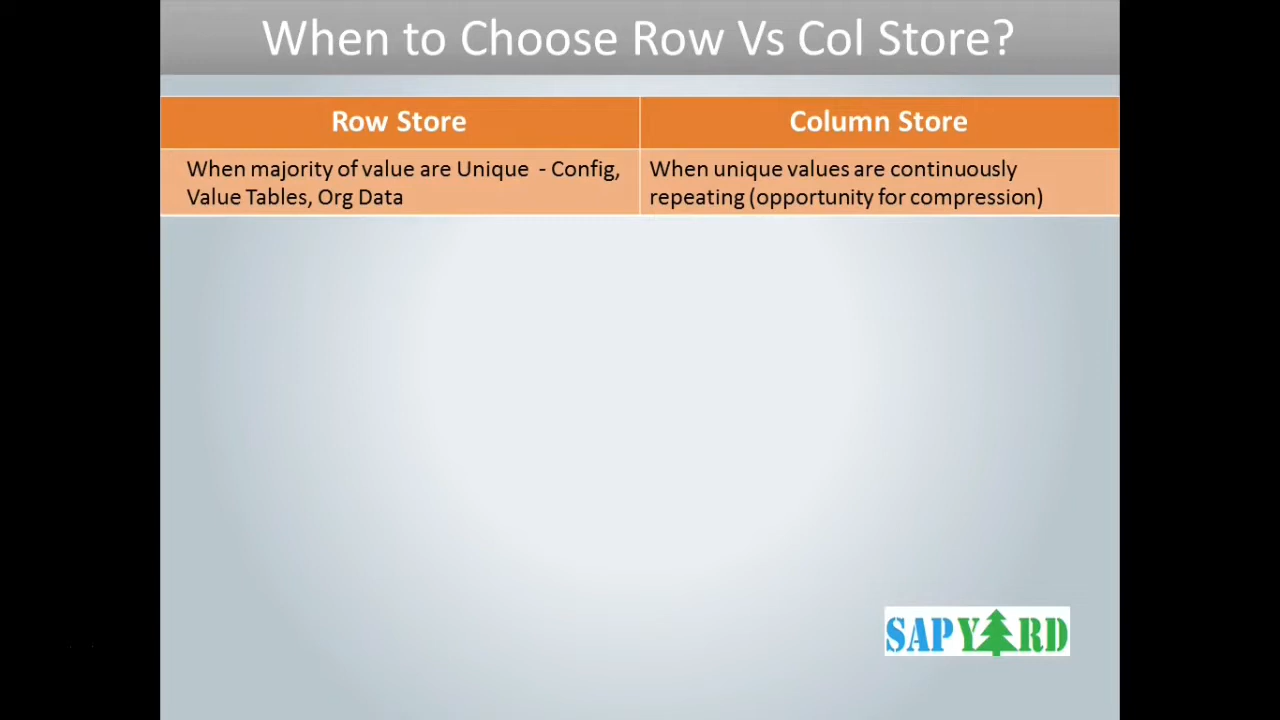 When to Choose Row Vs Col Store?
Row Store
Column Store
When majority of value are Unique - Config,
Value Tables, Org Data
When unique values are continuously
repeating (opportunity for compression)
SAPYARD